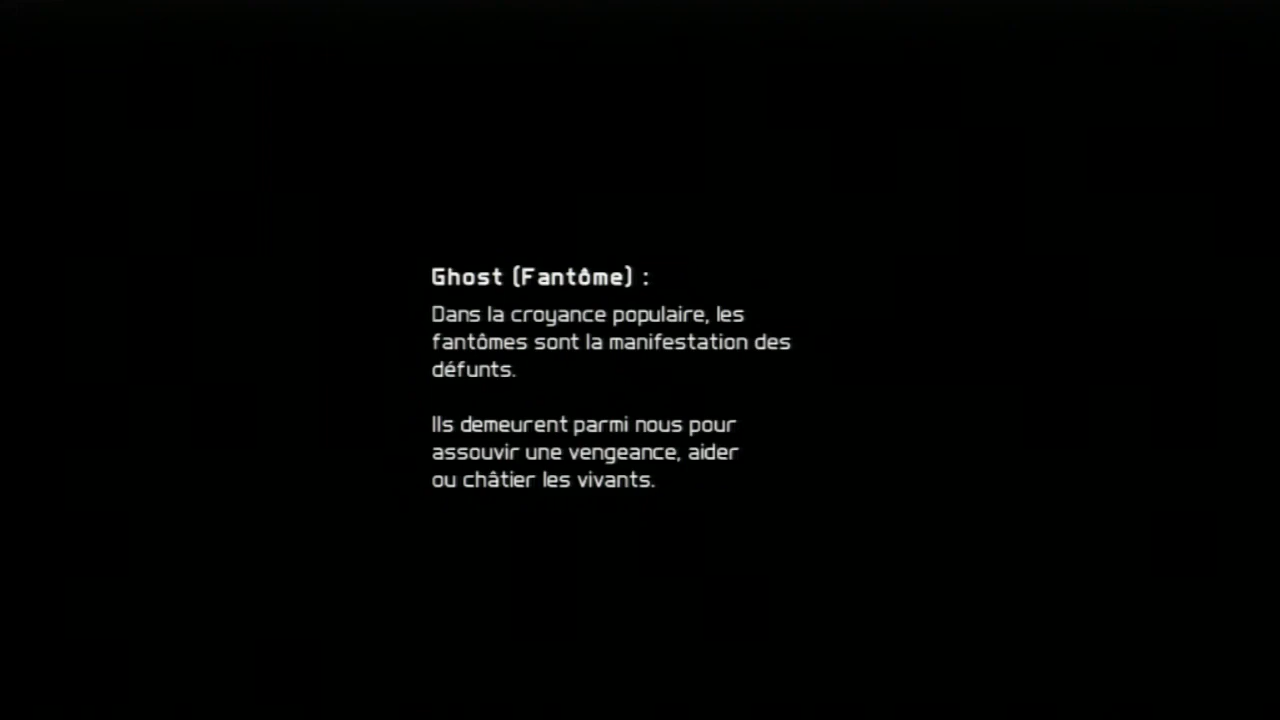 Ghost (Fantôme) :
Dans la croyance populaire, les
fantômes sont la manifestation des
défunts.
Ils demeurent parmi nous pour
assouvir une vengeance, aider
ou châtier les vivants.